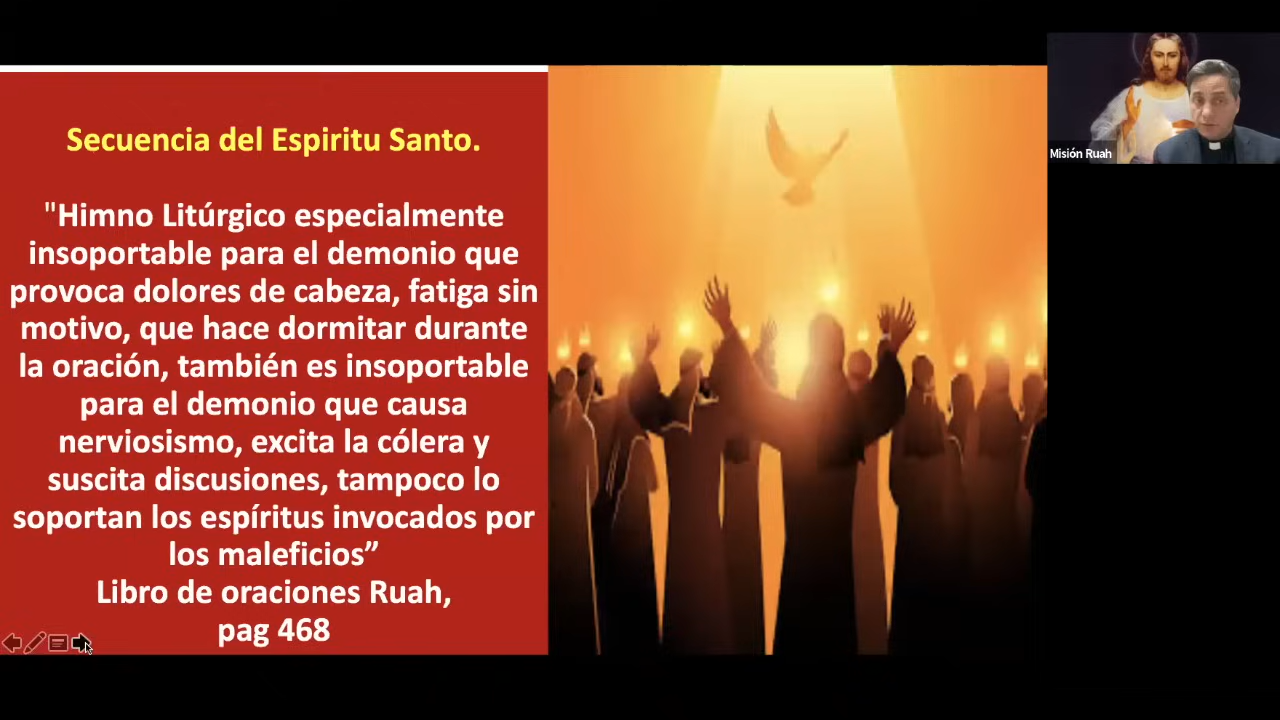 Secuencia del Espiritu Santo.
"Himno Litúrgico especialmente
insoportable para el demonio que
provoca dolores de cabeza, fatiga sin
motivo, que hace dormitar durante
la oración, también es insoportable
para el demonio que causa
nerviosismo, excita la cólera y
suscita discusiones, tampoco lo
soportan los espíritus invocados por
los maleficios”
Libro de oraciones Ruah,
pag 468
Misión Ruah